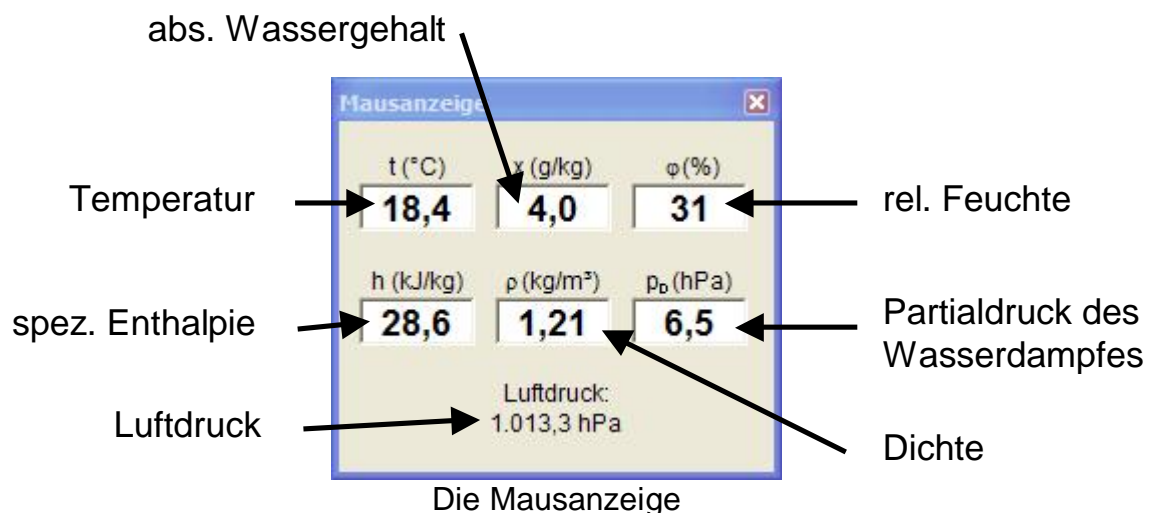 abs. Wassergehalt
Mausanzeige
t (°C) x (g/kg) φ (%)
Temperatur 18,4 4,0 31 rel. Feuchte
h (kJ/kg) ρ (kg/m³) p_D (hPa)
spez. Enthalpie 28,6 1,21 6,5 Partialdruck des
Wasserdampfes
Luftdruck:
Luftdruck 1.013,3 hPa
Dichte
Die Mausanzeige